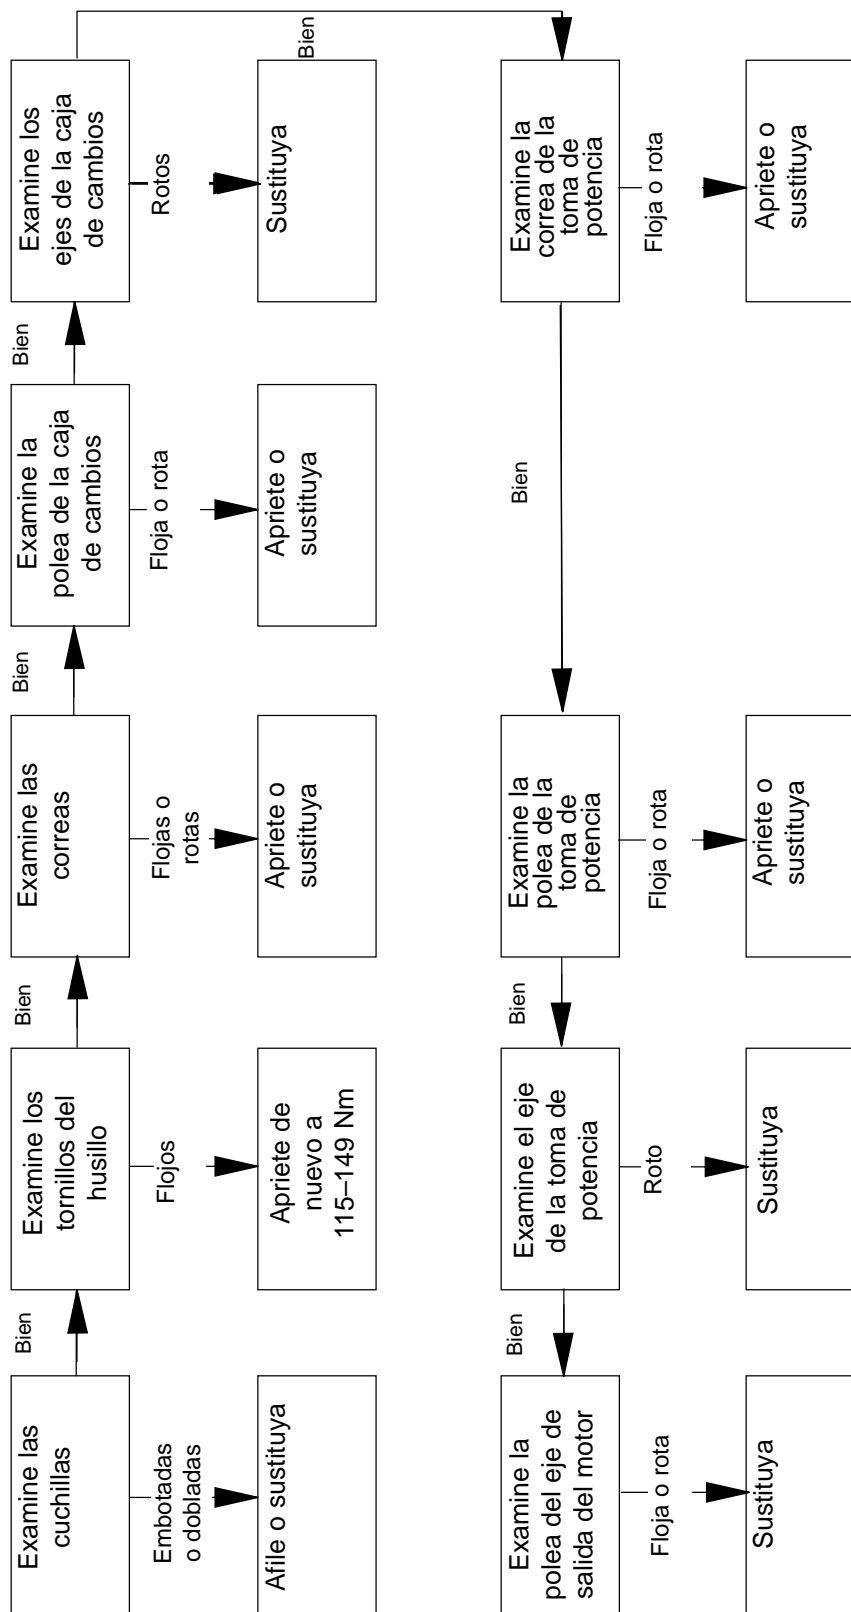 Examine las
cuchillas
Embotadas
o dobladas
Afile o sustituya
Bien
Examine los
tornillos del
husillo
Flojos
Apriete de
nuevo a
115–149 Nm
Bien
Examine las
correas
Flojas o
rotas
Apriete o
sustituya
Bien
Examine la
polea de la caja
de cambios
Floja o rota
Apriete o
sustituya
Bien
Examine los
ejes de la caja
de cambios
Rotos
Sustituya
Bien
Examine la
correa de la
toma de
potencia
Floja o rota
Apriete o
sustituya
Bien
Examine la
polea de la
toma de
potencia
Floja o rota
Apriete o
sustituya
Bien
Examine el eje
de la toma de
potencia
Roto
Sustituya
Bien
Examine la
polea del eje de
salida del motor
Floja o rota
Sustituya